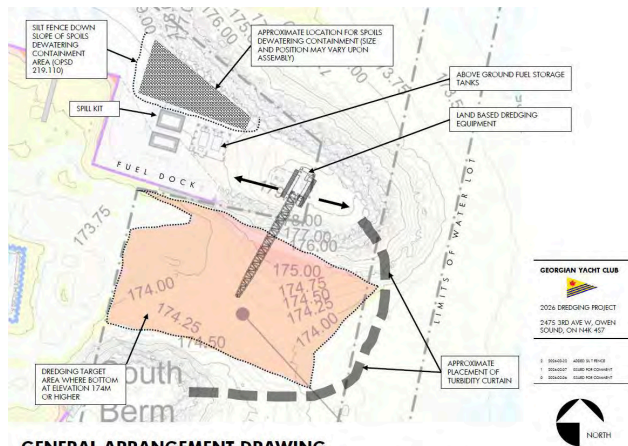 SILT FENCE DOWN
SLOPE OF SPOILS
DEWATERING
CONTAINMENT
AREA (OPSD
219.110)
APPROXIMATE LOCATION FOR SPOILS
DEWATERING CONTAINMENT (SIZE
AND POSITION MAY VARY UPON
ASSEMBLY)
ABOVE GROUND FUEL STORAGE
TANKS
SPILL KIT
LAND BASED DREDGING
EQUIPMENT
FUEL DOCK
176.00
175.00
173.75
173.75
177.00
176.00
175.00
174.75
174.50
174.25
174.00
174.00
174.25
174.50
LIMITS OF WATER LOT
DREDGING TARGET
AREA WHERE BOTTOM
AT ELEVATION 174M
OR HIGHER
South
Berm
APPROXIMATE
PLACEMENT OF
TURBIDITY CURTAIN
GEORGIAN YACHT CLUB
2026 DREDGING PROJECT
2475 3RD AVE W, OWEN
SOUND, ON N4K 4S7
ADDED SILT FENCE
ISSUED FOR COMMENT
ISSUED FOR COMMENT
NORTH
GENERAL ARRANGEMENT DRAWING